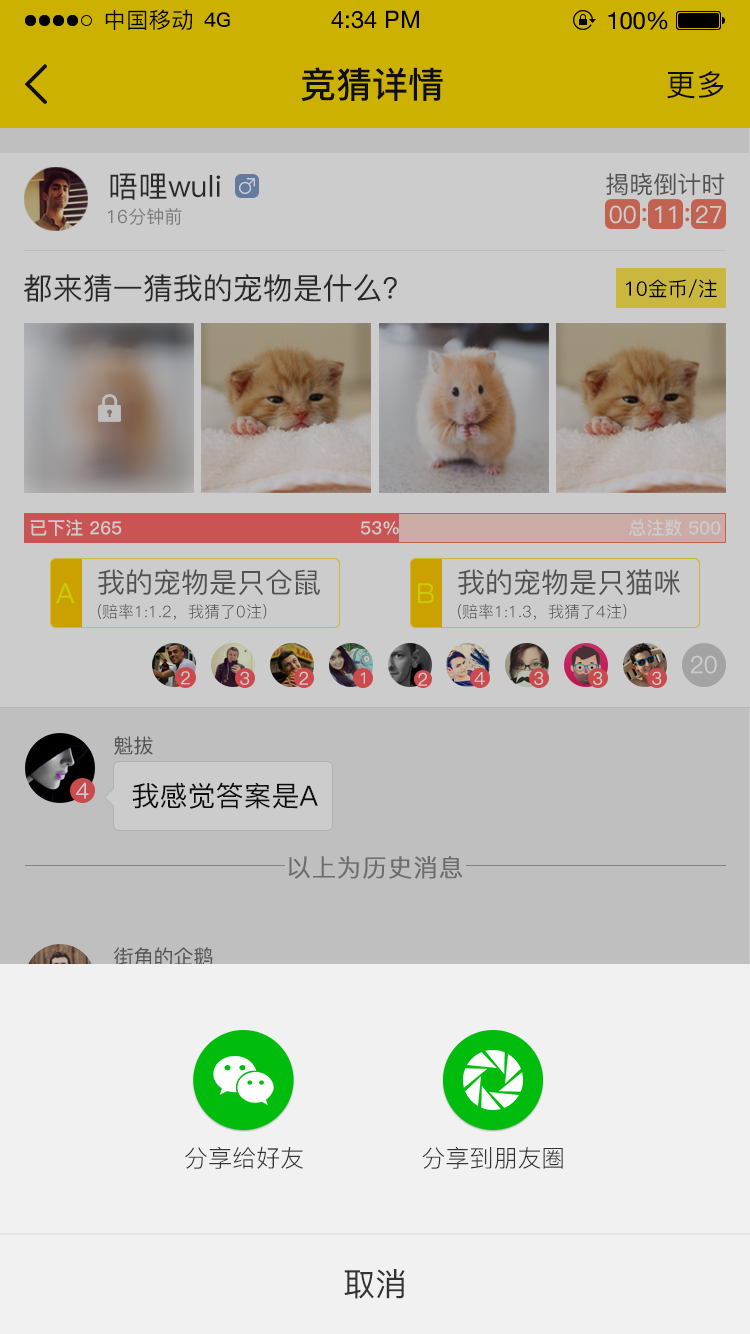 中国移动 4G 4:34 PM 100%
竞猜详情 更多
唔哩wuli 揭晓倒计时
16分钟前 00:11:27
都来猜一猜我的宠物是什么? 10金币/注
已下注 265 53% 总注数 500
A 我的宠物是只仓鼠 B 我的宠物是只猫咪
(赔率1:1.2，我猜了0注) (赔率1:1.3，我猜了4注)
2 3 2 1 2 4 3 3 3 20
魁拔
4 我感觉答案是A
以上为历史消息
街角的企鹅
分享给好友 分享到朋友圈
取消